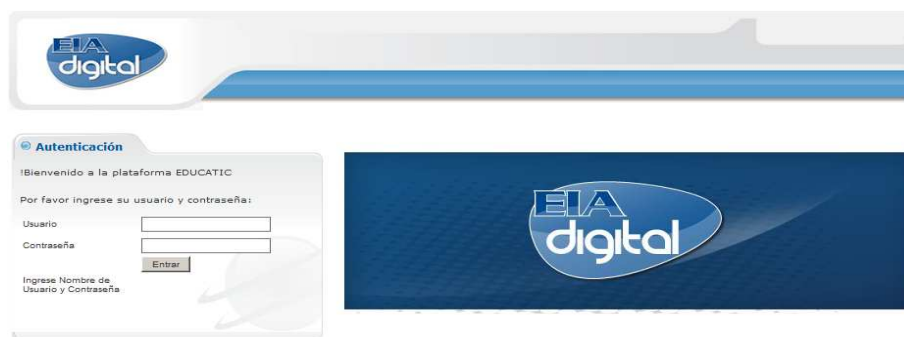 EIA
digital
Autenticación
!Bienvenido a la plataforma EDUCATIC
Por favor ingrese su usuario y contraseña:
Usuario
Contraseña
Entrar
Ingrese Nombre de
Usuario y Contraseña
EIA
digital